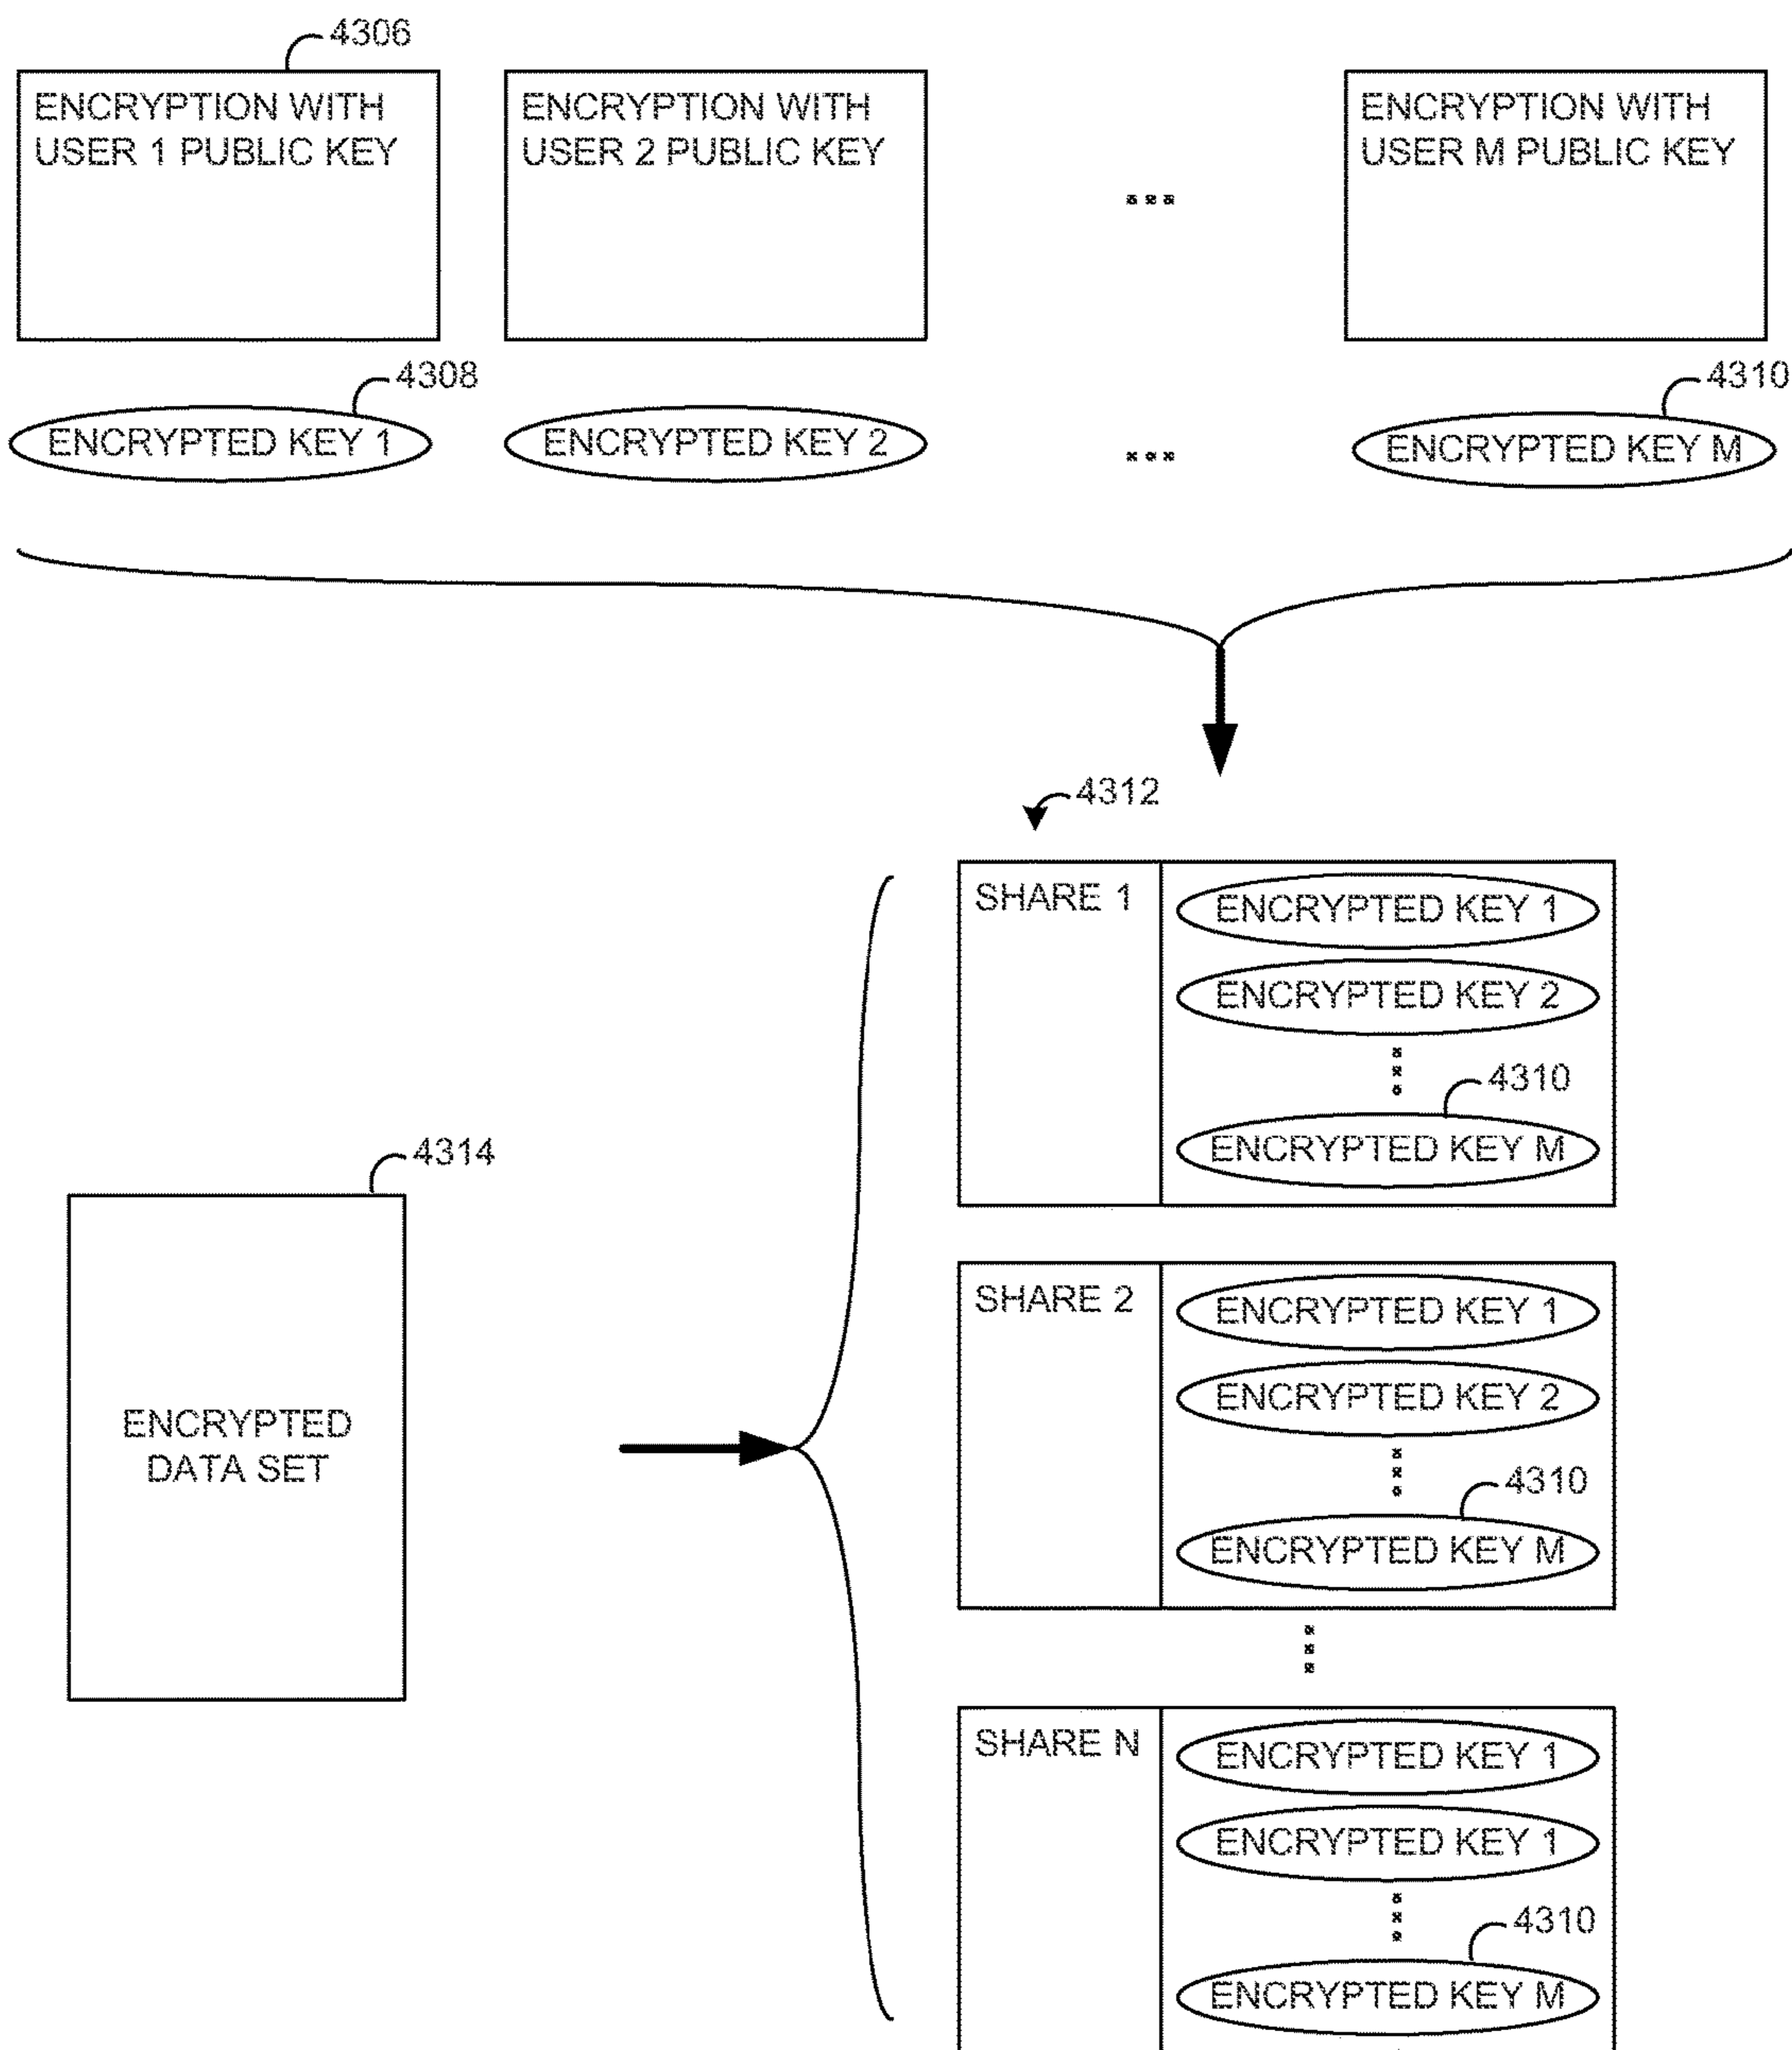 4306
ENCRYPTION WITH
USER 1 PUBLIC KEY
ENCRYPTION WITH
USER 2 PUBLIC KEY
...
ENCRYPTION WITH
USER M PUBLIC KEY
4308
ENCRYPTED KEY 1
ENCRYPTED KEY 2
...
4310
ENCRYPTED KEY M
4312
SHARE 1
ENCRYPTED KEY 1
ENCRYPTED KEY 2
4310
ENCRYPTED KEY M
4314
ENCRYPTED
DATA SET
SHARE 2
ENCRYPTED KEY 1
ENCRYPTED KEY 2
4310
ENCRYPTED KEY M
SHARE N
ENCRYPTED KEY 1
ENCRYPTED KEY 1
4310
ENCRYPTED KEY M